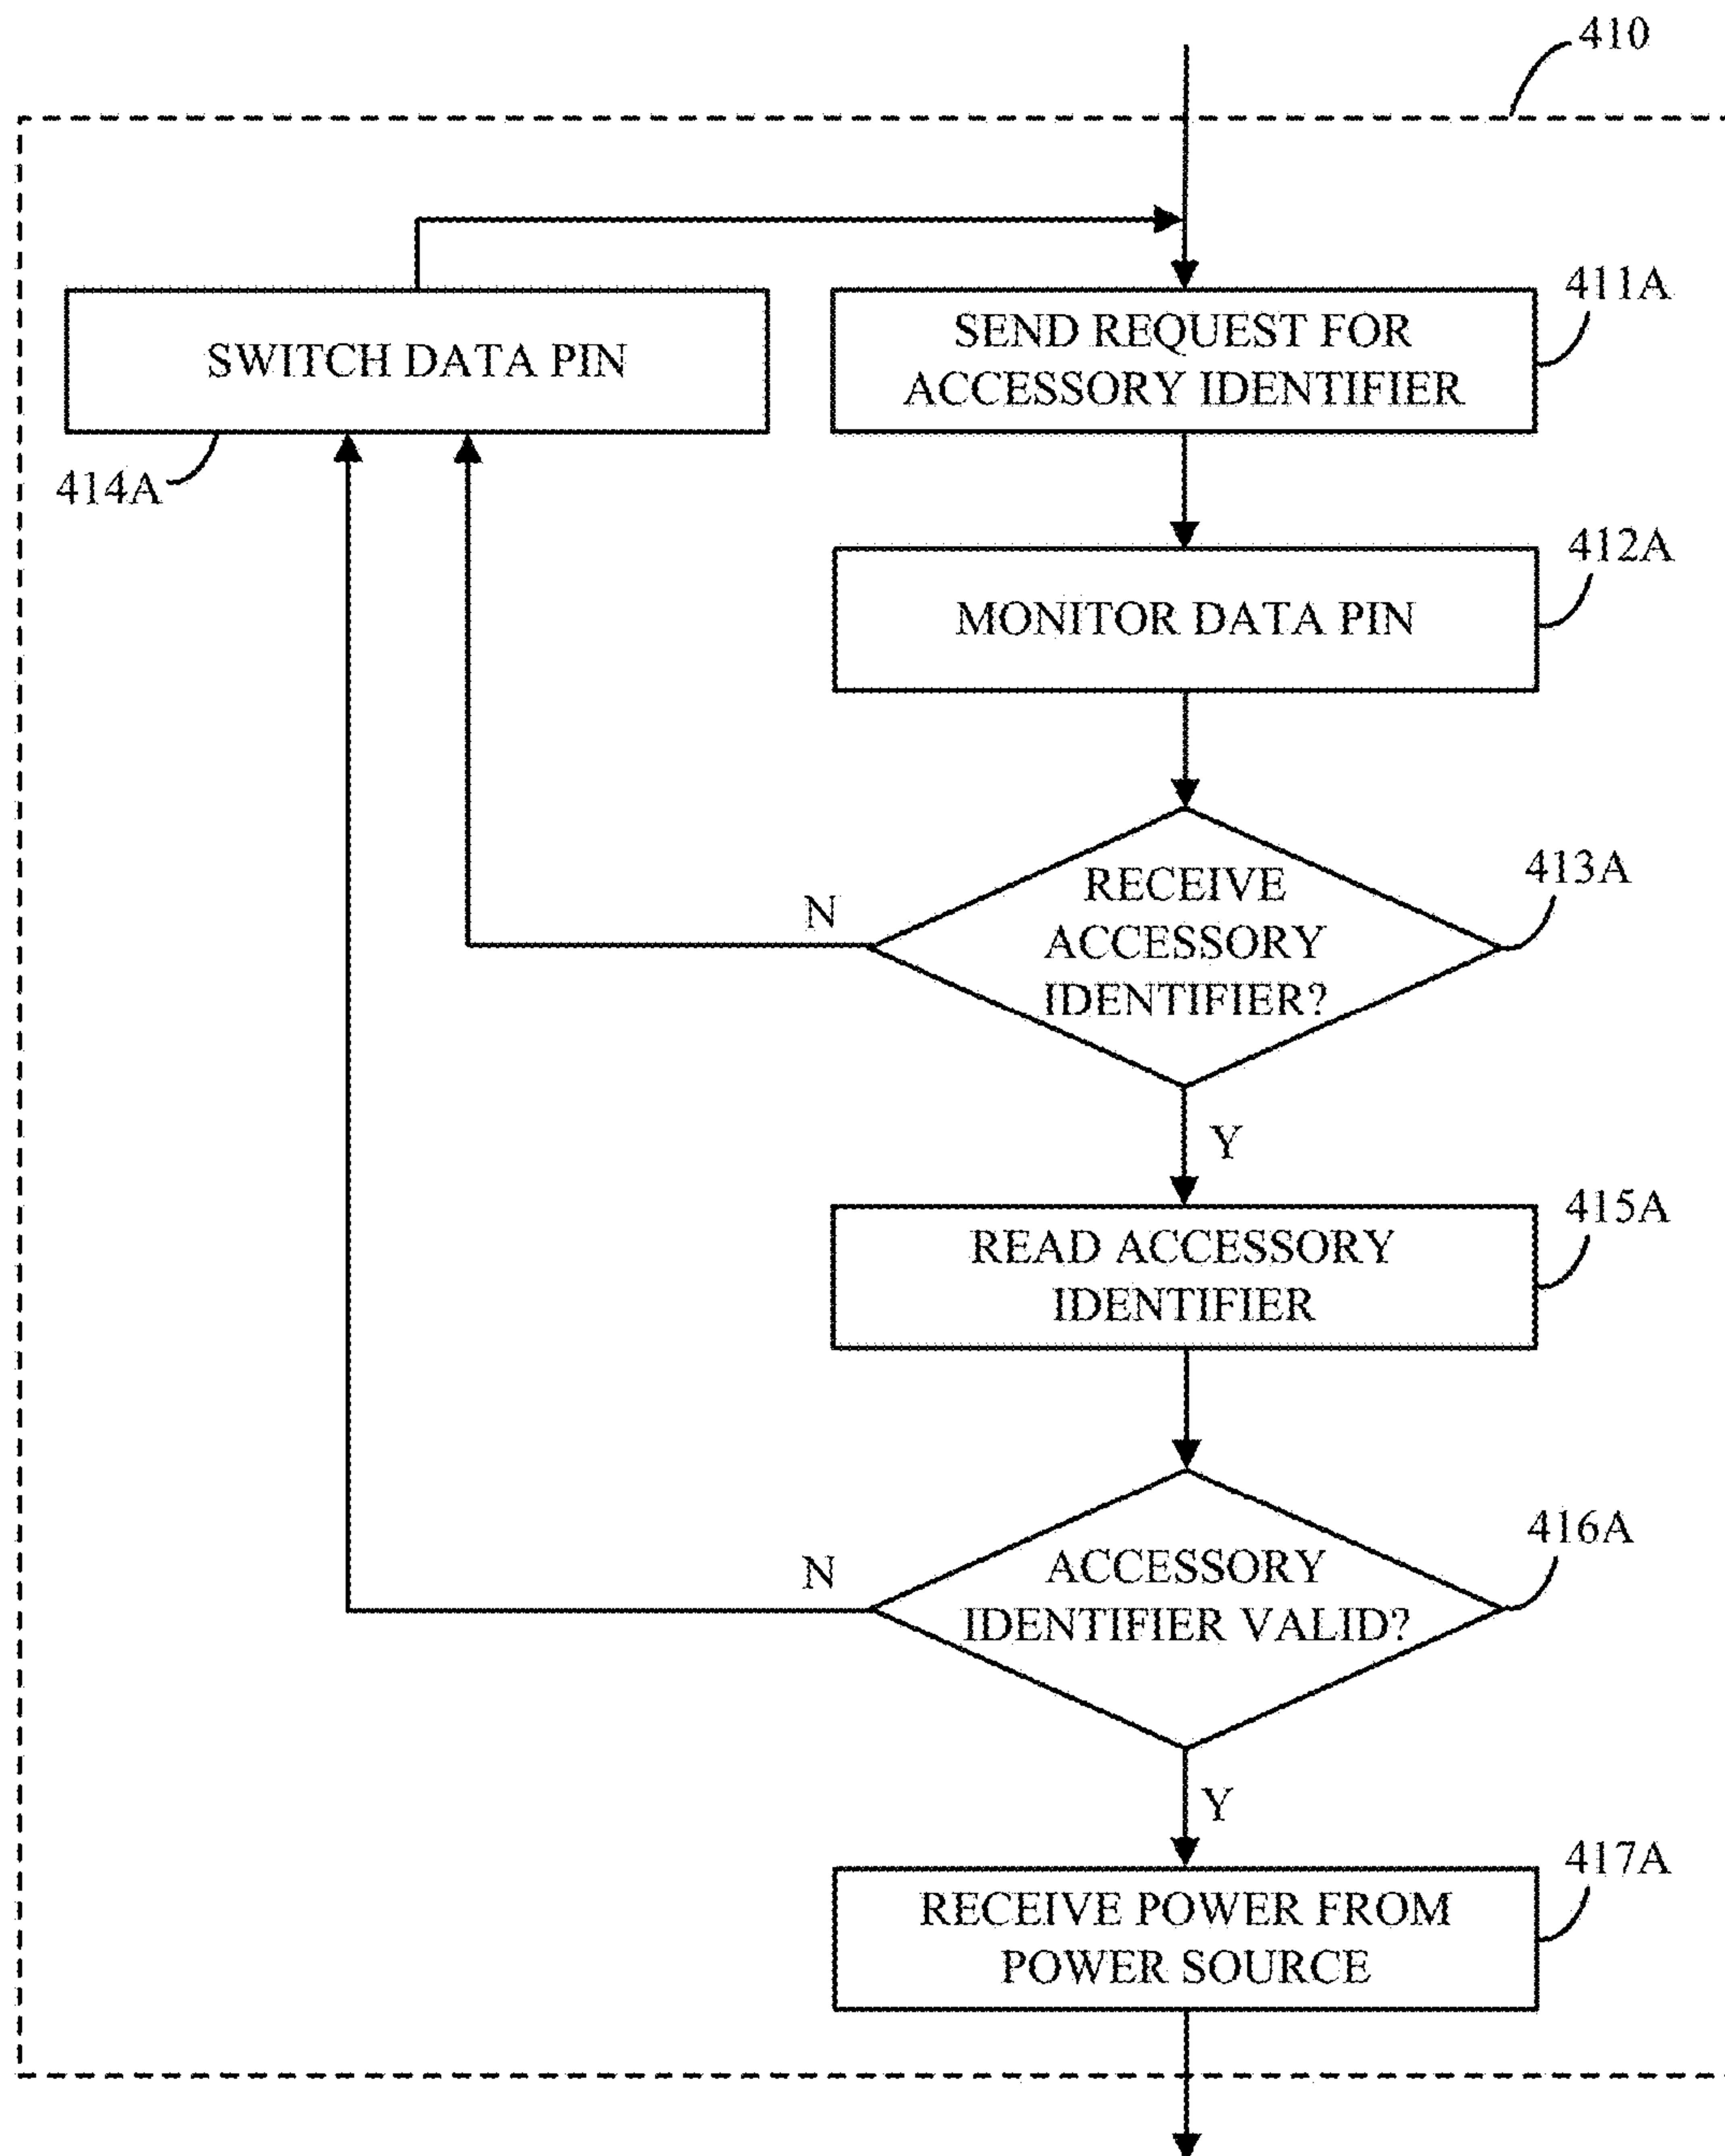 410
SWITCH DATA PIN
414A
SEND REQUEST FOR
ACCESSORY IDENTIFIER
411A
MONITOR DATA PIN
412A
RECEIVE
ACCESSORY
IDENTIFIER?
413A
N
Y
READ ACCESSORY
IDENTIFIER
415A
ACCESSORY
IDENTIFIER VALID?
416A
N
Y
RECEIVE POWER FROM
POWER SOURCE
417A